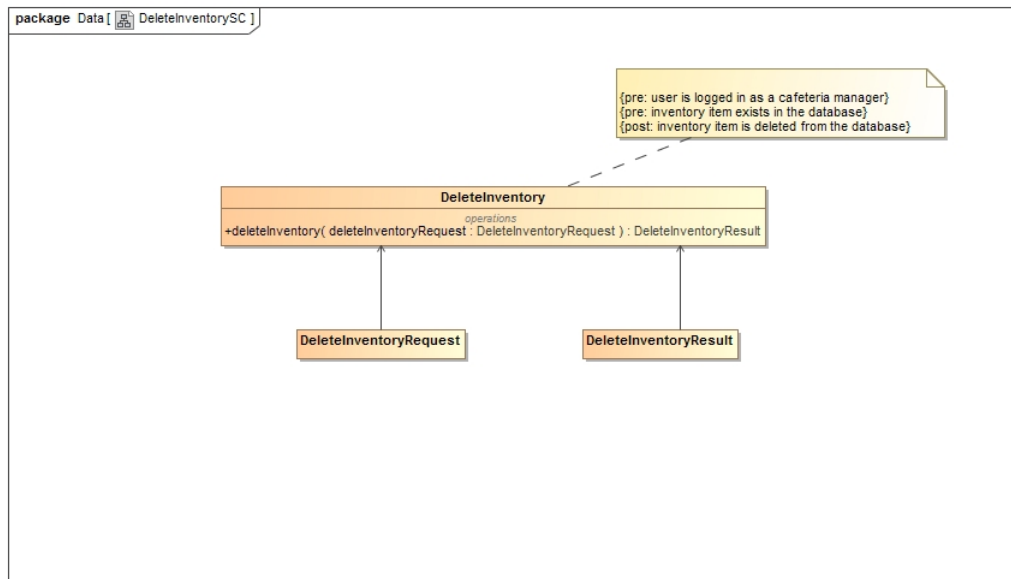 package Data [ DeleteInventorySC ]
{pre: user is logged in as a cafeteria manager}
{pre: inventory item exists in the database}
{post: inventory item is deleted from the database}
DeleteInventory
operations
+deleteInventory( deleteInventoryRequest : DeleteInventoryRequest ) : DeleteInventoryResult
DeleteInventoryRequest
DeleteInventoryResult